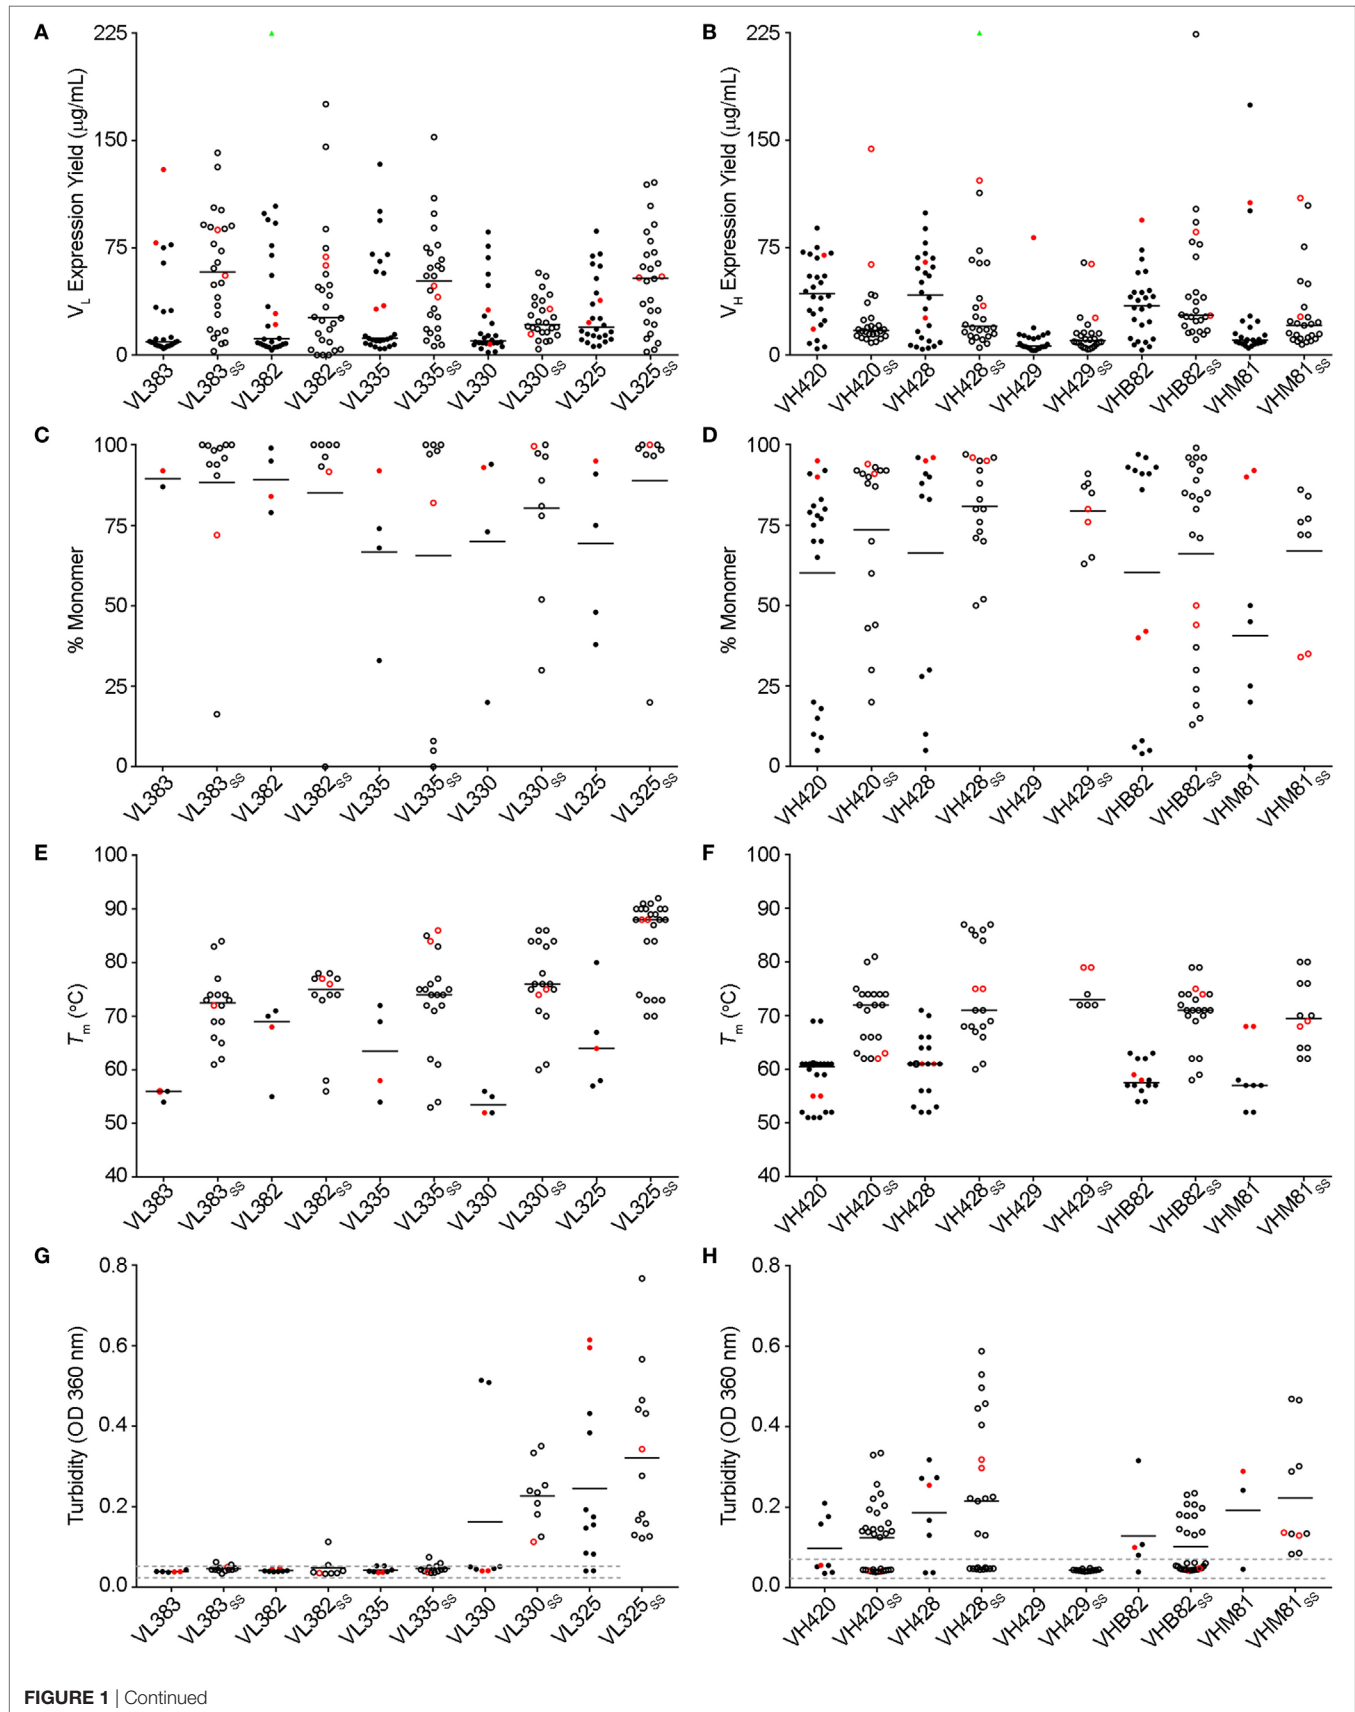 A
V_L Expression Yield (µg/mL)
225
150
75
0
VL383
VL383SS
VL382
VL382SS
VL335
VL335SS
VL330
VL330SS
VL325
VL325SS
B
V_H Expression Yield (µg/mL)
225
150
75
0
VH420
VH420SS
VH428
VH428SS
VH429
VH429SS
VHB82
VHB82SS
VHM81
VHM81SS
C
% Monomer
100
75
50
25
0
VL383
VL383SS
VL382
VL382SS
VL335
VL335SS
VL330
VL330SS
VL325
VL325SS
D
% Monomer
100
75
50
25
0
VH420
VH420SS
VH428
VH428SS
VH429
VH429SS
VHB82
VHB82SS
VHM81
VHM81SS
E
T_m (°C)
100
90
80
70
60
50
40
VL383
VL383SS
VL382
VL382SS
VL335
VL335SS
VL330
VL330SS
VL325
VL325SS
F
T_m (°C)
100
90
80
70
60
50
40
VH420
VH420SS
VH428
VH428SS
VH429
VH429SS
VHB82
VHB82SS
VHM81
VHM81SS
G
Turbidity (OD 360 nm)
0.8
0.6
0.4
0.2
0.0
VL383
VL383SS
VL382
VL382SS
VL335
VL335SS
VL330
VL330SS
VL325
VL325SS
H
Turbidity (OD 360 nm)
0.8
0.6
0.4
0.2
0.0
VH420
VH420SS
VH428
VH428SS
VH429
VH429SS
VHB82
VHB82SS
VHM81
VHM81SS
FIGURE 1 | Continued